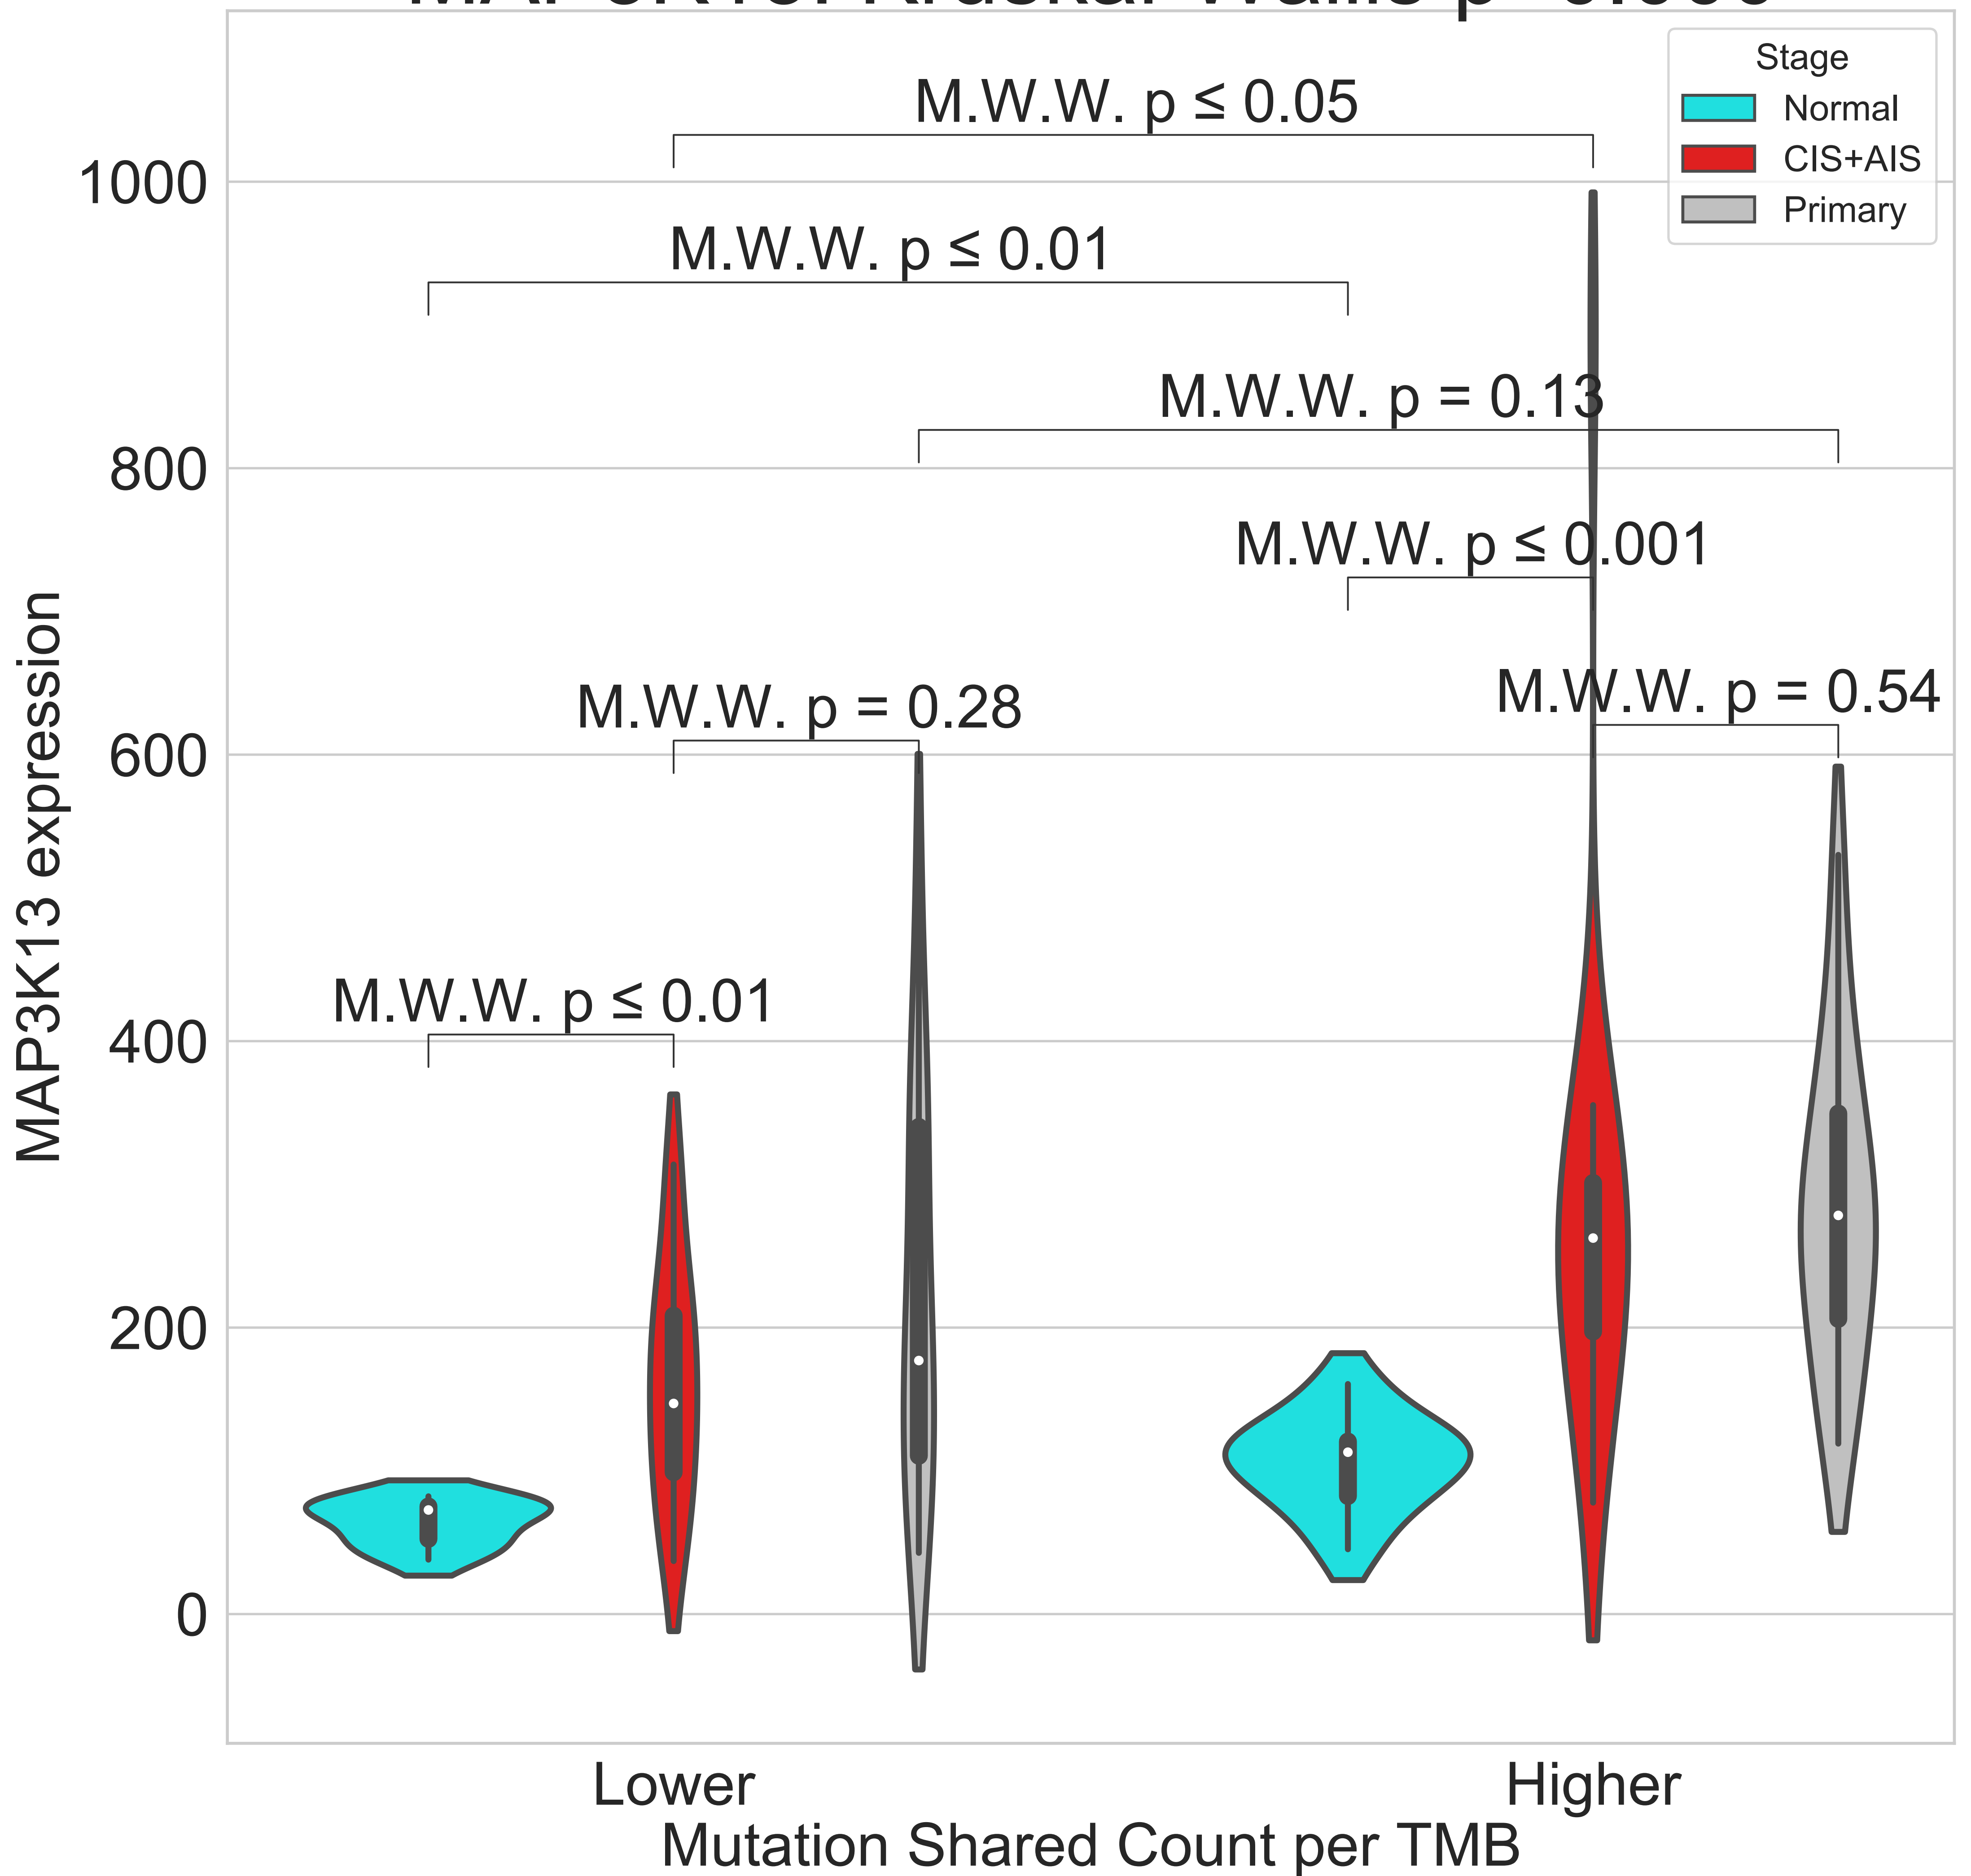 Stage
Normal
CIS+AIS
Primary
M.W.W. p ≤ 0.05
1000
M.W.W. p ≤ 0.01
M.W.W. p = 0.13
800
M.W.W. p ≤ 0.001
M.W.W. p = 0.28
M.W.W. p = 0.54
600
M.W.W. p ≤ 0.01
400
200
0
MAP3K13 expression
Lower
Higher
Mutation Shared Count per TMB